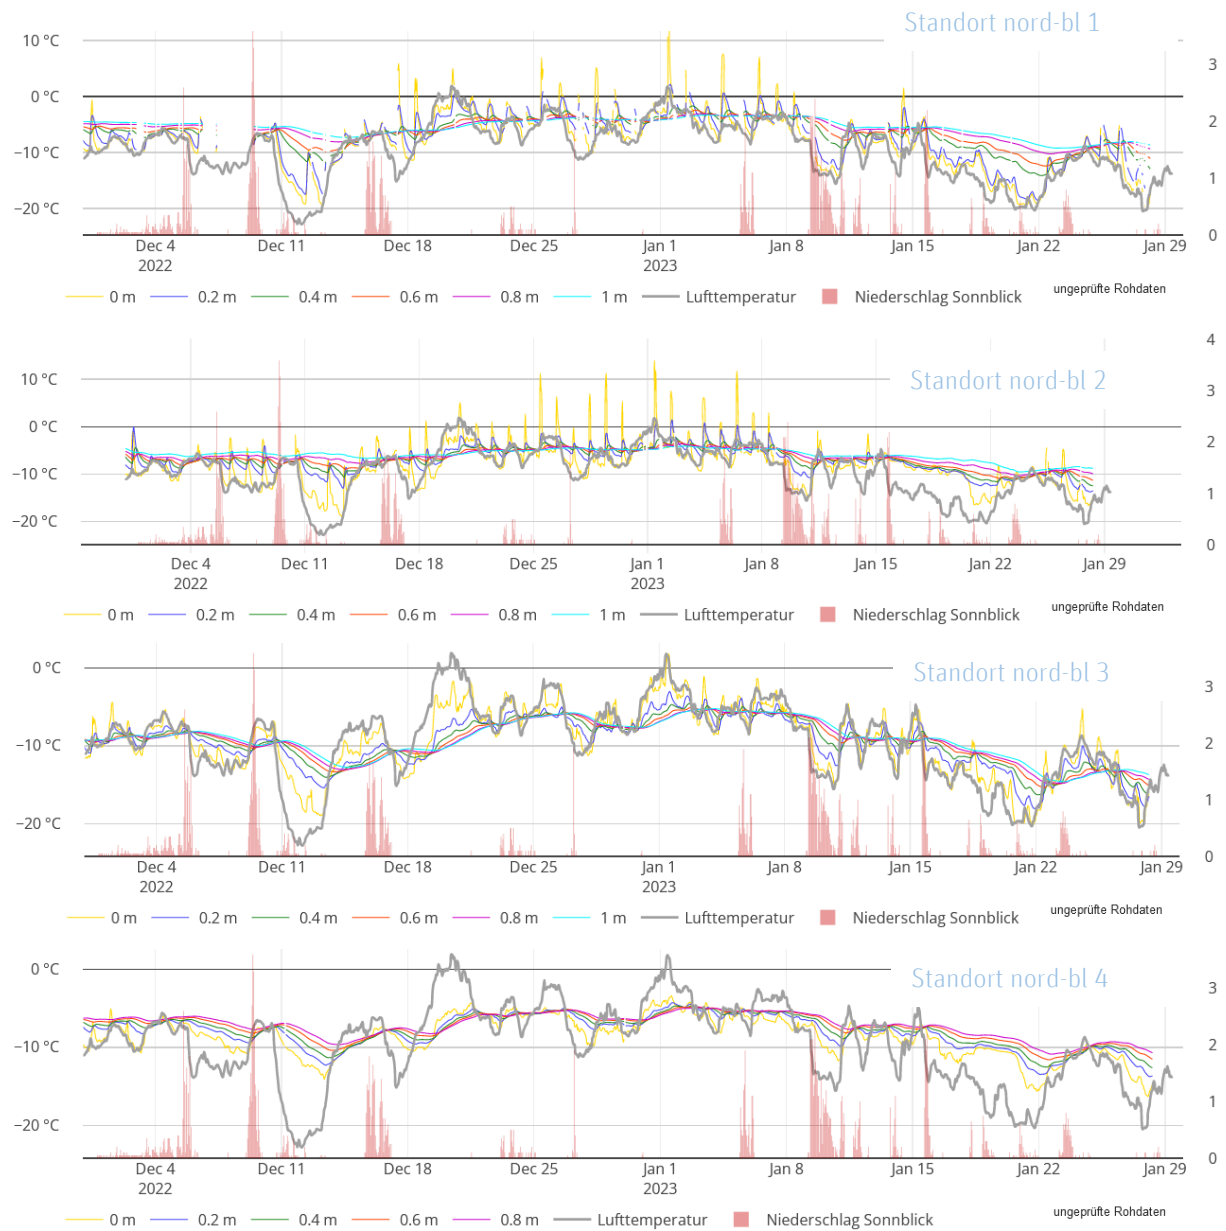 Standort nord-bl 1
10 °C
0 °C
−10 °C
−20 °C
3
2
1
0
Dec 4
2022
Dec 11
Dec 18
Dec 25
Jan 1
2023
Jan 8
Jan 15
Jan 22
Jan 29
0 m 0.2 m 0.4 m 0.6 m 0.8 m 1 m Lufttemperatur Niederschlag Sonnblick
ungeprüfte Rohdaten
Standort nord-bl 2
10 °C
0 °C
−10 °C
−20 °C
4
3
2
1
0
Dec 4
2022
Dec 11
Dec 18
Dec 25
Jan 1
2023
Jan 8
Jan 15
Jan 22
Jan 29
0 m 0.2 m 0.4 m 0.6 m 0.8 m 1 m Lufttemperatur Niederschlag Sonnblick
ungeprüfte Rohdaten
Standort nord-bl 3
0 °C
−10 °C
−20 °C
3
2
1
0
Dec 4
2022
Dec 11
Dec 18
Dec 25
Jan 1
2023
Jan 8
Jan 15
Jan 22
Jan 29
0 m 0.2 m 0.4 m 0.6 m 0.8 m 1 m Lufttemperatur Niederschlag Sonnblick
ungeprüfte Rohdaten
Standort nord-bl 4
0 °C
−10 °C
−20 °C
3
2
1
0
Dec 4
2022
Dec 11
Dec 18
Dec 25
Jan 1
2023
Jan 8
Jan 15
Jan 22
Jan 29
0 m 0.2 m 0.4 m 0.6 m 0.8 m Lufttemperatur Niederschlag Sonnblick
ungeprüfte Rohdaten